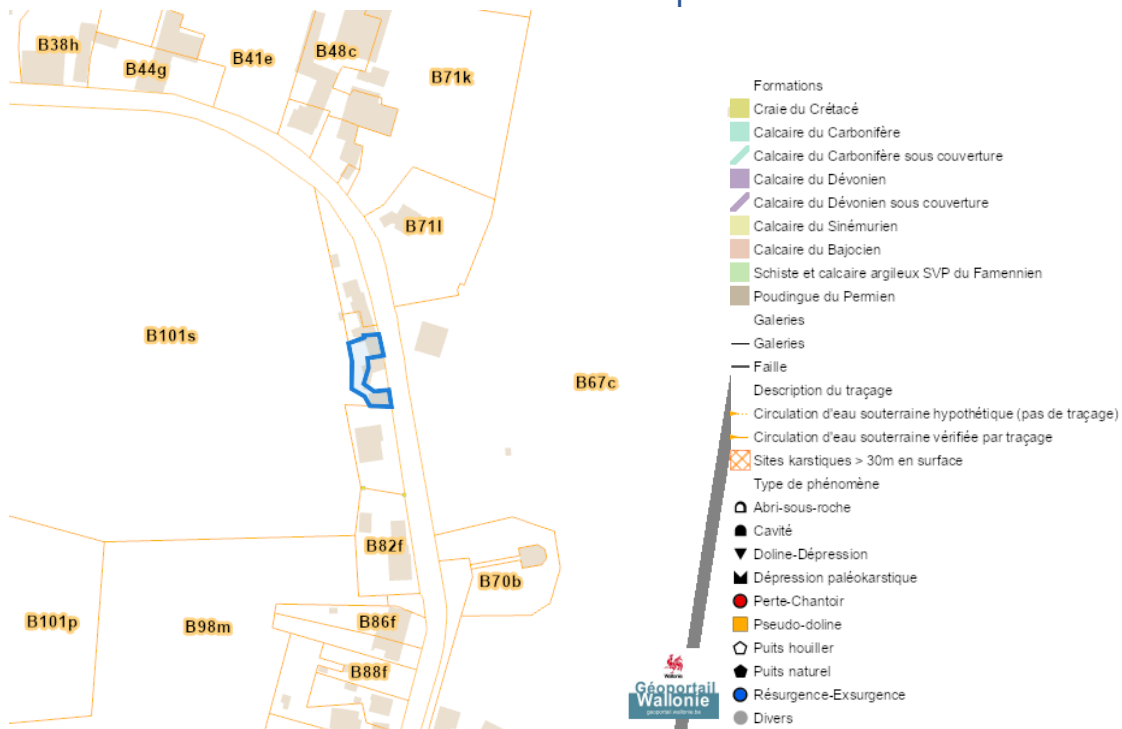 B38h
B44g
B41e
B48c
B71k
B71l
B101s
B67c
B82f
B70b
B101p
B98m
B86f
B88f
Formations
Craie du Crétacé
Calcaire du Carbonifère
Calcaire du Carbonifère sous couverture
Calcaire du Dévonien
Calcaire du Dévonien sous couverture
Calcaire du Sinémurien
Calcaire du Bajocien
Schiste et calcaire argileux SVP du Famennien
Poudingue du Permien
Galeries
Galeries
Faille
Description du traçage
Circulation d'eau souterraine hypothétique (pas de traçage)
Circulation d'eau souterraine vérifiée par traçage
Sites karstiques > 30m en surface
Type de phénomène
Abri-sous-roche
Cavité
Doline-Dépression
Dépression paléokarstique
Perte-Chantoir
Pseudo-doline
Puits houiller
Puits naturel
Résurgence-Exsurgence
Divers
Wallonie
Géoportail
Wallonie
geoportail.wallonie.be